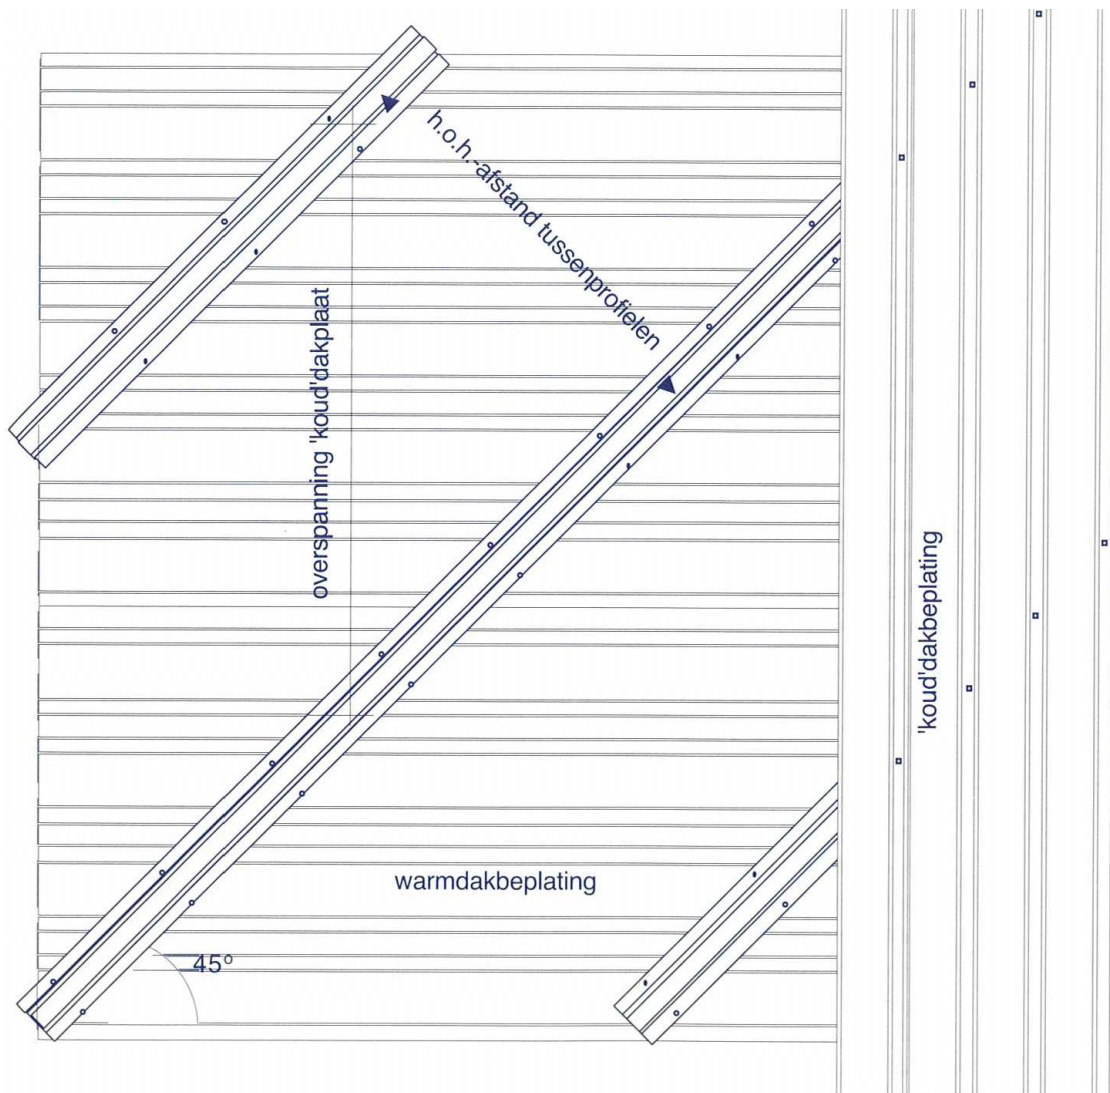 h.o.h.-afstand tussenprofielen
overspanning 'koud'dakplaat
'koud'dakbeplating
warmdakbeplating
45°